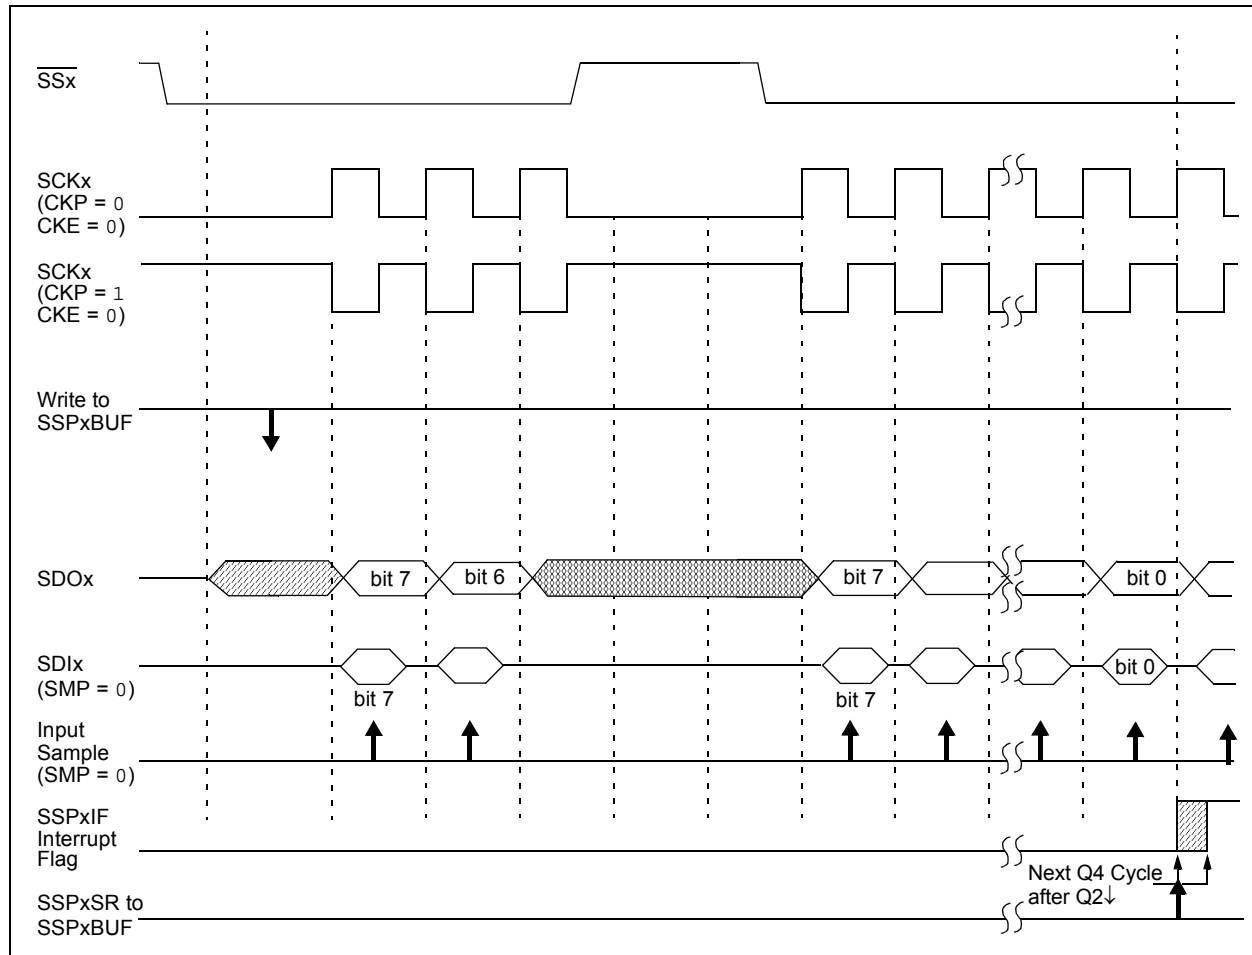 SSx
SCKx
(CKP = 0
CKE = 0)
SCKx
(CKP = 1
CKE = 0)
Write to
SSPxBUF
SDOx
bit 7
bit 6
bit 7
bit 0
SDIx
(SMP = 0)
bit 0
bit 7
bit 7
Input
Sample
(SMP = 0)
SSPxIF
Interrupt
Flag
Next Q4 Cycle
after Q2↓
SSPxSR to
SSPxBUF